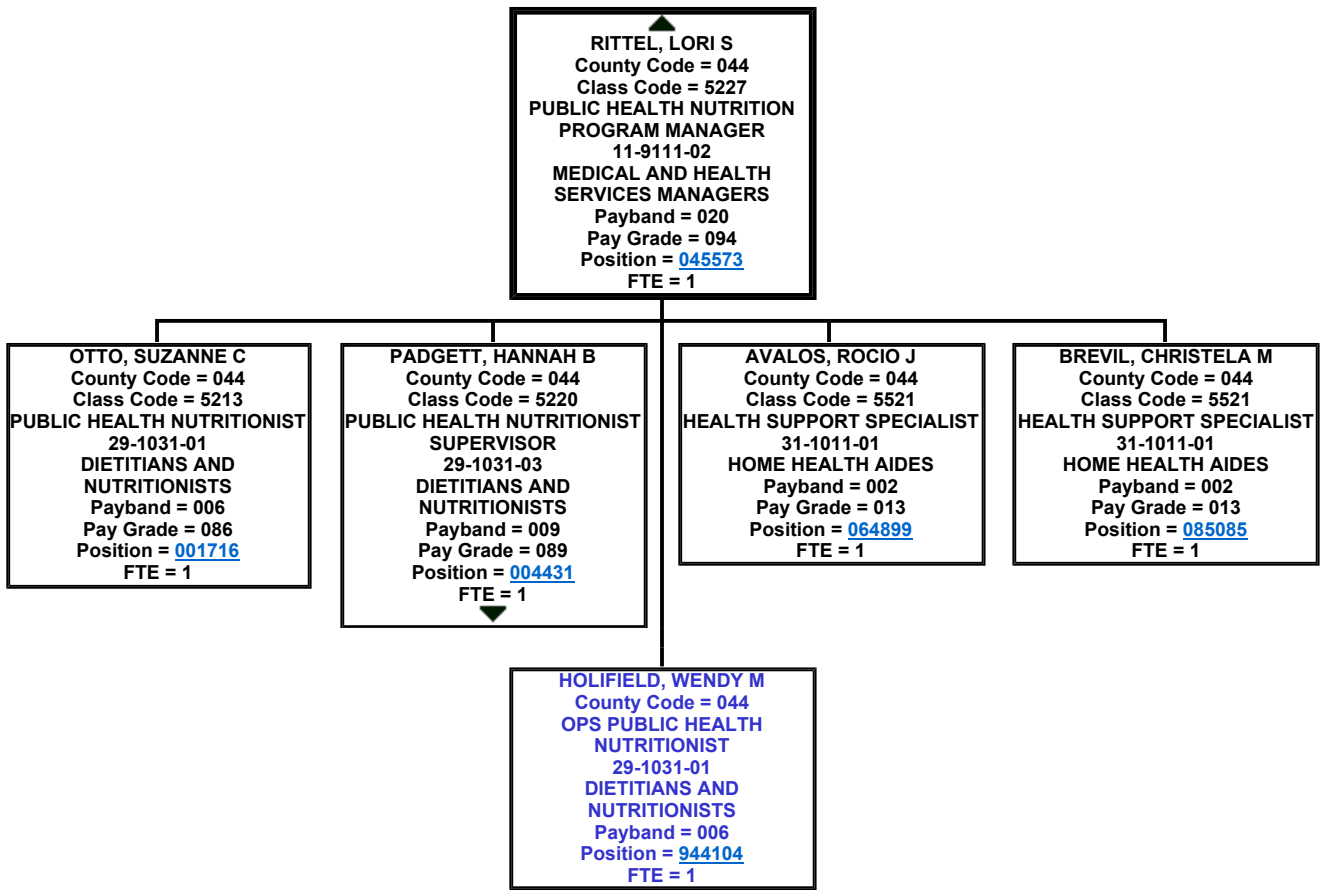 RITTEL, LORI S
County Code = 044
Class Code = 5227
PUBLIC HEALTH NUTRITION
PROGRAM MANAGER
11-9111-02
MEDICAL AND HEALTH
SERVICES MANAGERS
Payband = 020
Pay Grade = 094
Position = 045573
FTE = 1
OTTO, SUZANNE C
County Code = 044
Class Code = 5213
PUBLIC HEALTH NUTRITIONIST
29-1031-01
DIETITIANS AND
NUTRITIONISTS
Payband = 006
Pay Grade = 086
Position = 001716
FTE = 1
PADGETT, HANNAH B
County Code = 044
Class Code = 5220
PUBLIC HEALTH NUTRITIONIST
SUPERVISOR
29-1031-03
DIETITIANS AND
NUTRITIONISTS
Payband = 009
Pay Grade = 089
Position = 004431
FTE = 1
AVALOS, ROCIO J
County Code = 044
Class Code = 5521
HEALTH SUPPORT SPECIALIST
31-1011-01
HOME HEALTH AIDES
Payband = 002
Pay Grade = 013
Position = 064899
FTE = 1
BREVIL, CHRISTELA M
County Code = 044
Class Code = 5521
HEALTH SUPPORT SPECIALIST
31-1011-01
HOME HEALTH AIDES
Payband = 002
Pay Grade = 013
Position = 085085
FTE = 1
HOLIFIELD, WENDY M
County Code = 044
OPS PUBLIC HEALTH
NUTRITIONIST
29-1031-01
DIETITIANS AND
NUTRITIONISTS
Payband = 006
Position = 944104
FTE = 1